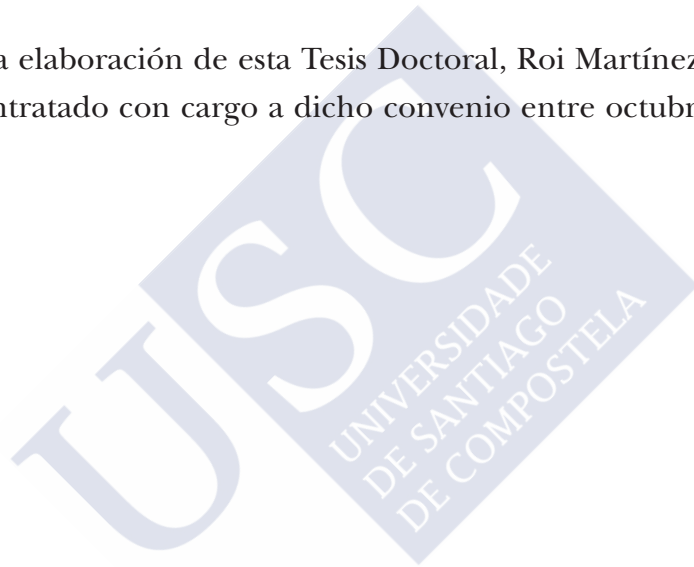 a elaboración de esta Tesis Doctoral, Roi Martínez
ntratado con cargo a dicho convenio entre octubr
USC
UNIVERSIDADE
DE SANTIAGO
DE COMPOSTELA